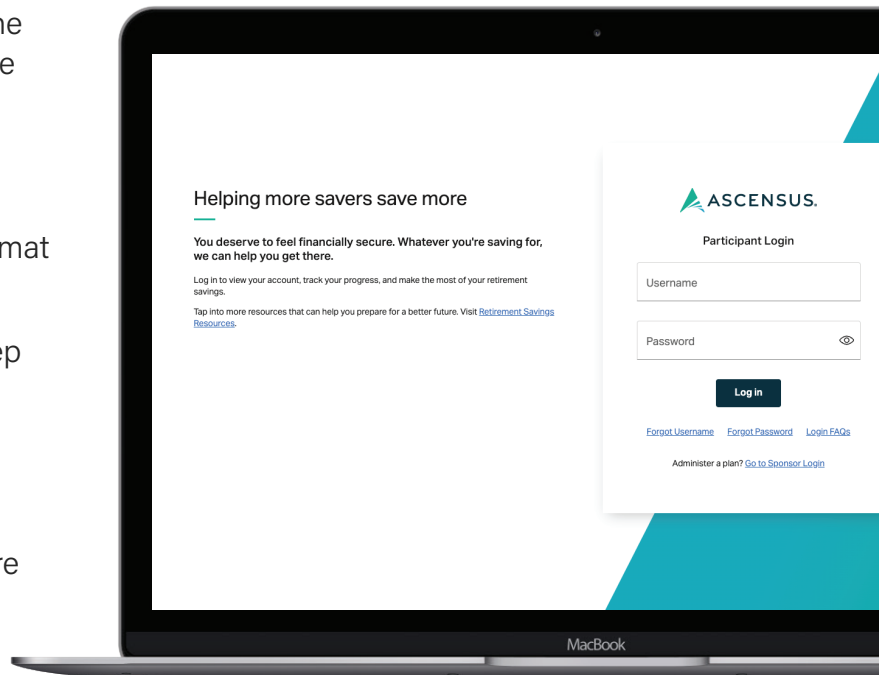 Helping more savers save more
You deserve to feel financially secure. Whatever you're saving for,
we can help you get there.
Log in to view your account, track your progress, and make the most of your retirement
savings.
Tap into more resources that can help you prepare for a better future. Visit Retirement Savings
Resources.
ASCENSUS.
Participant Login
Username
Password
Log in
Forgot Username Forgot Password Login FAQs
Administer a plan? Go to Sponsor Login
MacBook